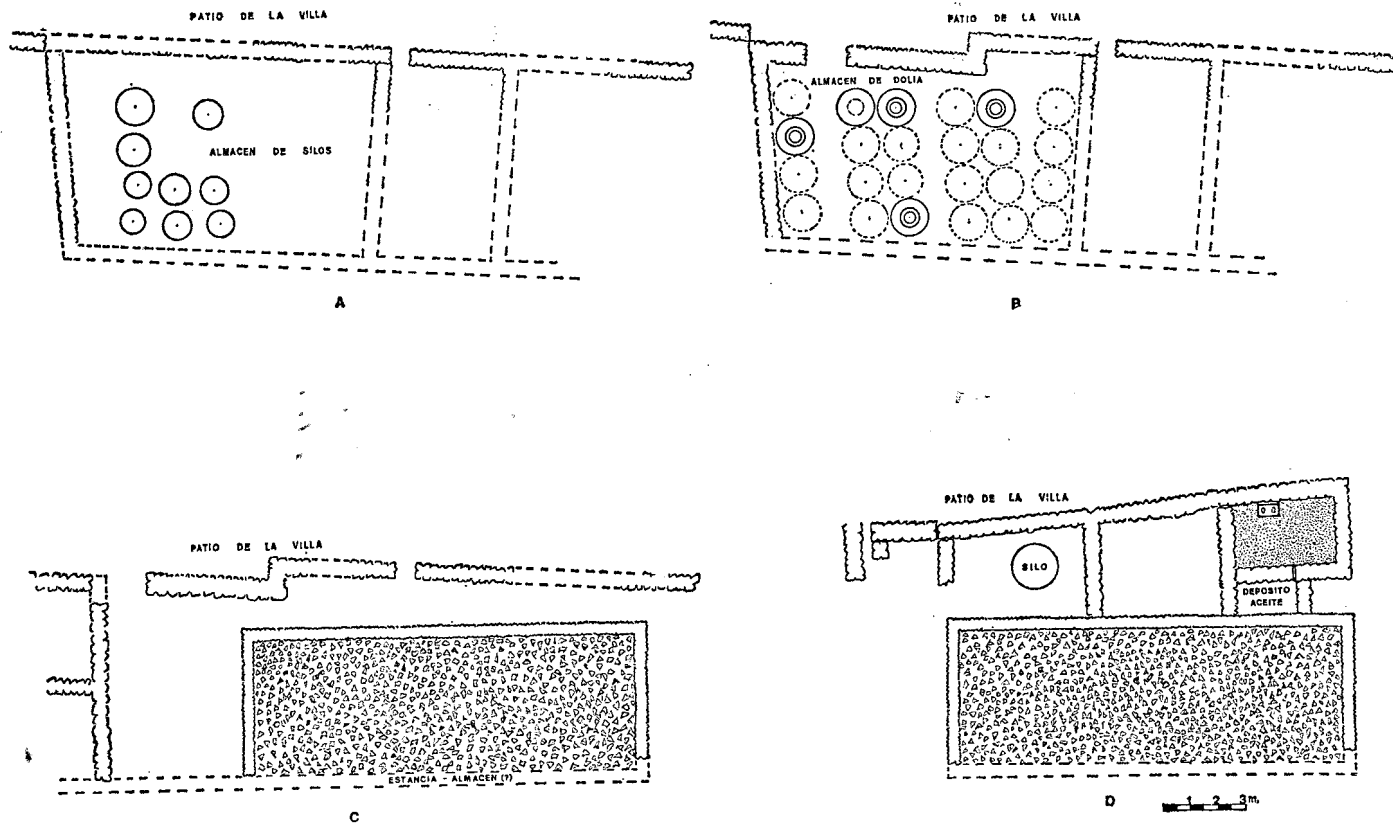 PATIO DE LA VILLA
ALMACEN DE SILOS
A
PATIO DE LA VILLA
ALMACEN DE DOLIA
B
PATIO DE LA VILLA
ESTANCIA - ALMACEN (?)
C
PATIO DE LA VILLA
SILO
DEPOSITO
ACEITE
D
1 2 3 m.